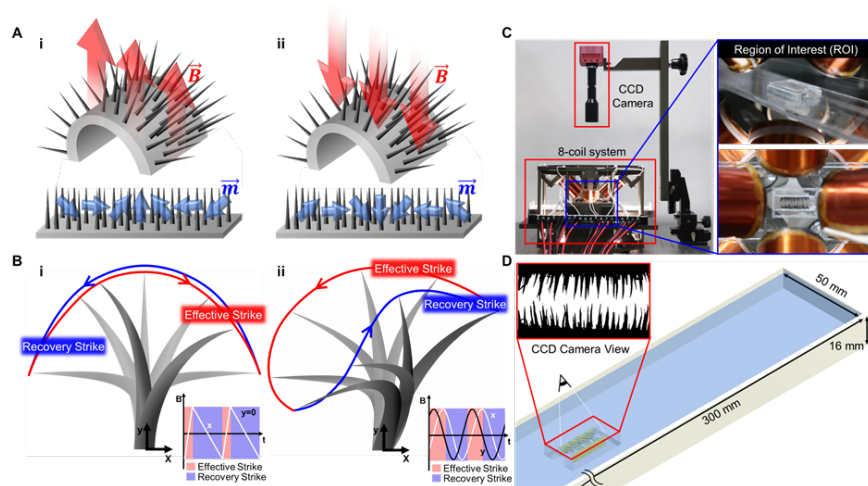 A
i
B
m
ii
B
m
B
i
Effective Strike
Recovery Strike
y
X
B
y=0
x
t
Effective Strike
Recovery Strike
ii
Effective Strike
Recovery Strike
y
X
B
x
y
t
Effective Strike
Recovery Strike
C
CCD
Camera
8-coil system
Region of Interest (ROI)
D
CCD Camera View
50 mm
16 mm
300 mm